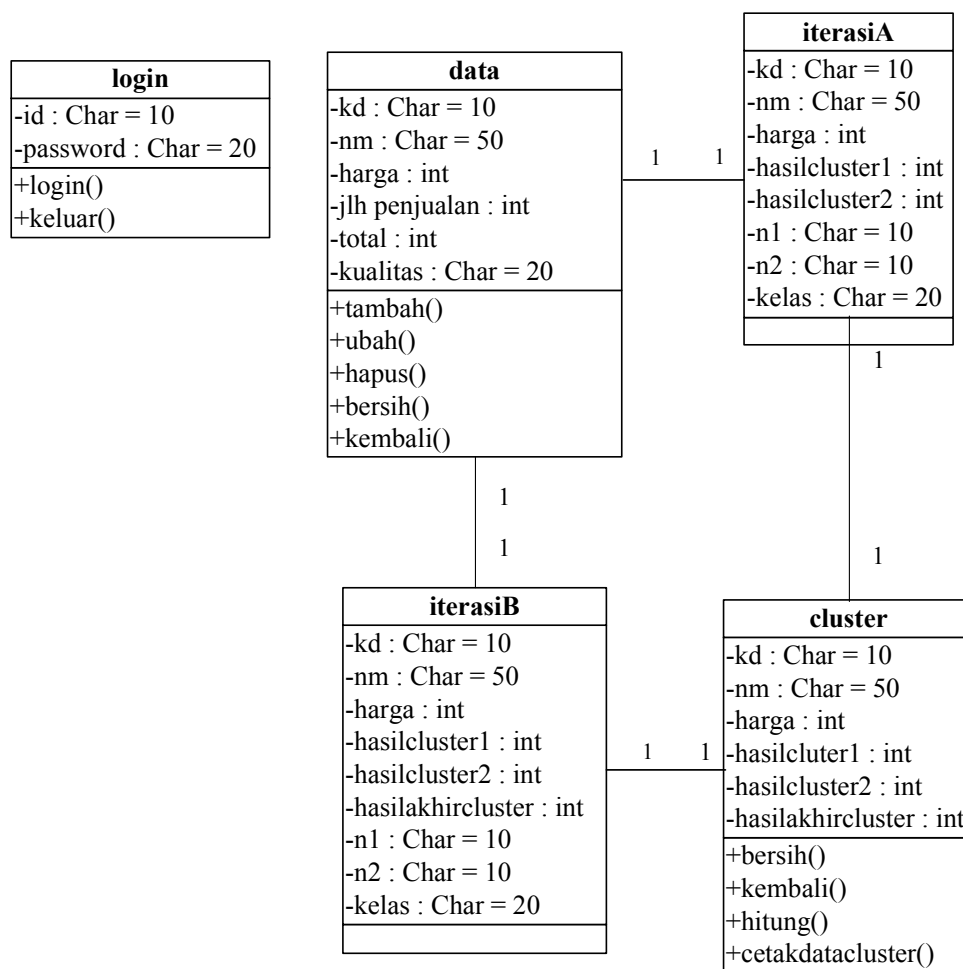 login
-id : Char = 10
-password : Char = 20
+login()
+keluar()
data
-kd : Char = 10
-nm : Char = 50
-harga : int
-jlh penjualan : int
-total : int
-kualitas : Char = 20
+tambah()
+ubah()
+hapus()
+bersih()
+kembali()
1 1
iterasiA
-kd : Char = 10
-nm : Char = 50
-harga : int
-hasilcluster1 : int
-hasilcluster2 : int
-n1 : Char = 10
-n2 : Char = 10
-kelas : Char = 20
1
1
1
1
iterasiB
-kd : Char = 10
-nm : Char = 50
-harga : int
-hasilcluster1 : int
-hasilcluster2 : int
-hasilakhircluster : int
-n1 : Char = 10
-n2 : Char = 10
-kelas : Char = 20
1 1
cluster
-kd : Char = 10
-nm : Char = 50
-harga : int
-hasilcluter1 : int
-hasilcluster2 : int
-hasilakhircluster : int
+bersih()
+kembali()
+hitung()
+cetakdatacluster()